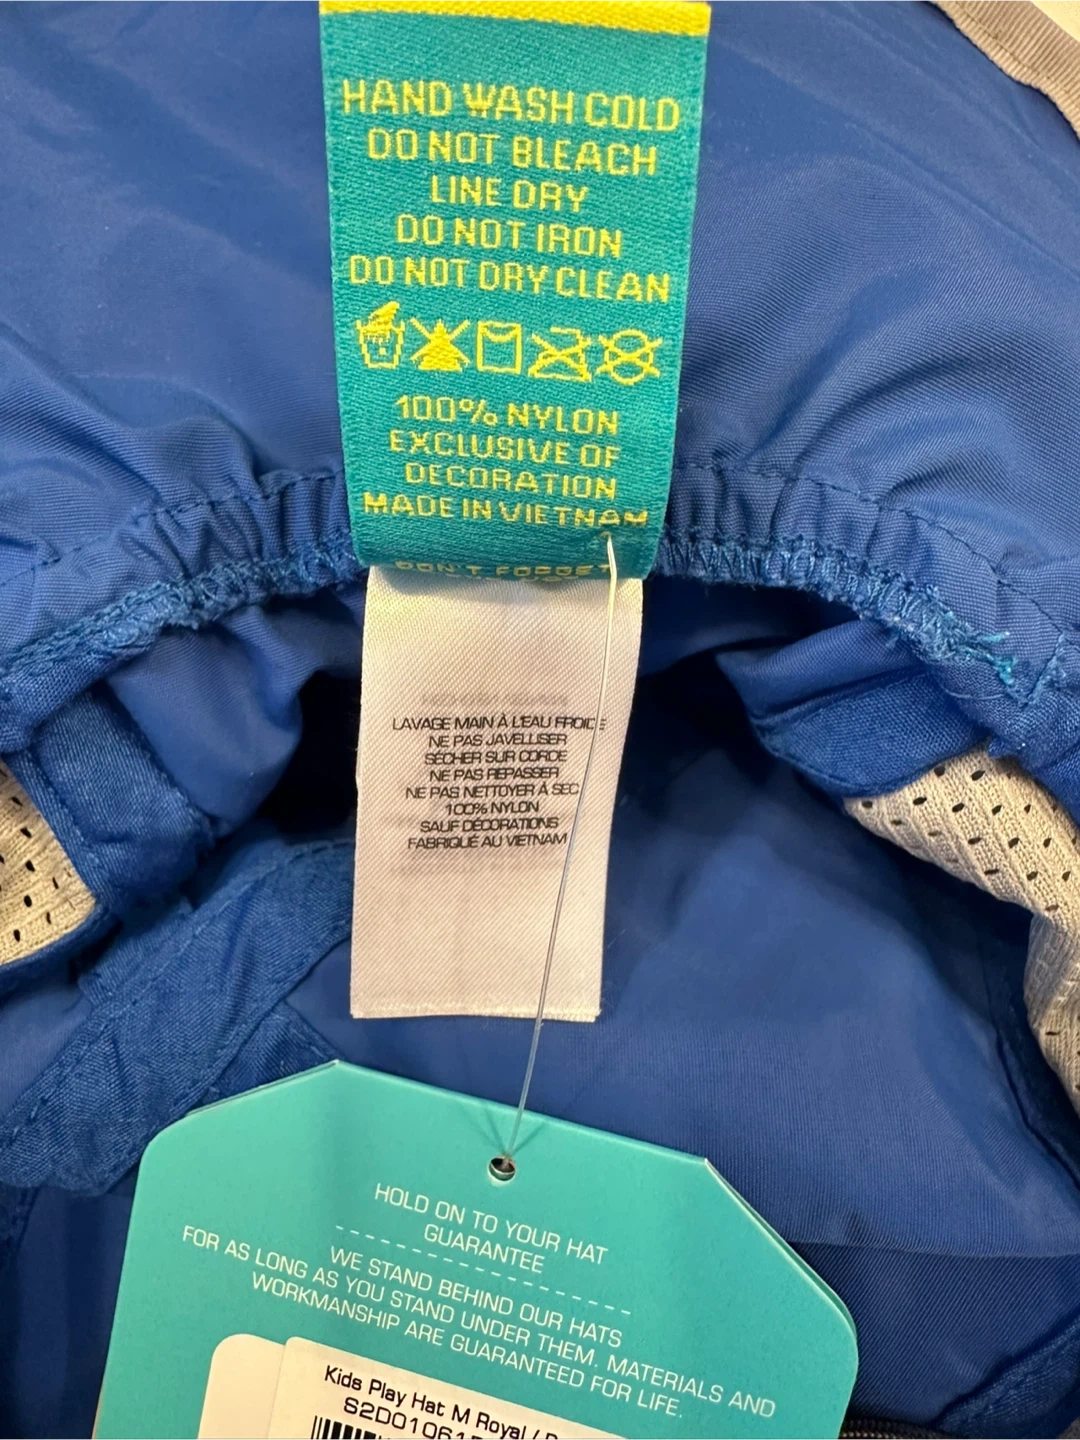 HAND WASH COLD
DO NOT BLEACH
LINE DRY
DO NOT IRON
DO NOT DRY CLEAN
100% NYLON
EXCLUSIVE OF
DECORATION
MADE IN VIETNAM
DON'T FORGET
LAVAGE MAIN À L'EAU FROIDE
NE PAS JAVELLISER
SÉCHER SUR CORDE
NE PAS REPASSER
NE PAS NETTOYER À SEC
100% NYLON
SAUF DÉCORATIONS
FABRIQUÉ AU VIETNAM
HOLD ON TO YOUR HAT
GUARANTEE
WE STAND BEHIND OUR HATS
FOR AS LONG AS YOU STAND UNDER THEM. MATERIALS AND
WORKMANSHIP ARE GUARANTEED FOR LIFE.
Kids Play Hat M Royal /